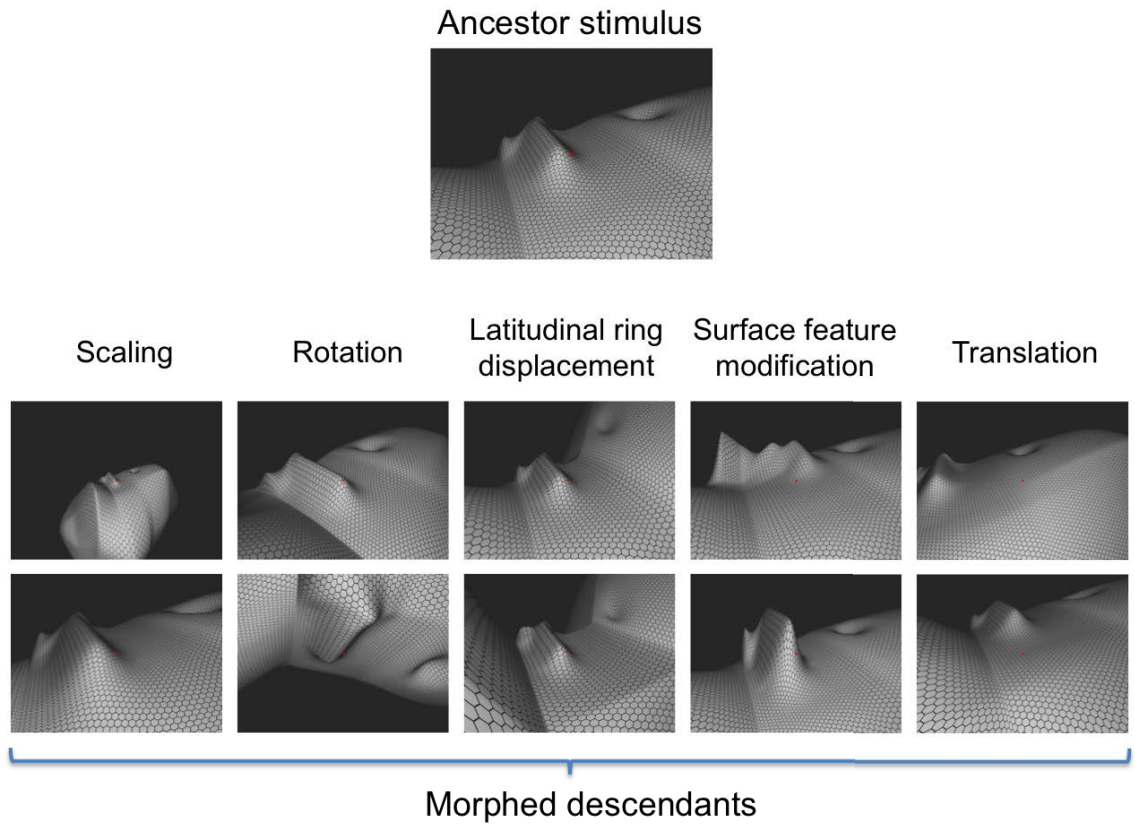 Ancestor stimulus
Scaling
Rotation
Latitudinal ring
displacement
Surface feature
modification
Translation
Morphed descendants